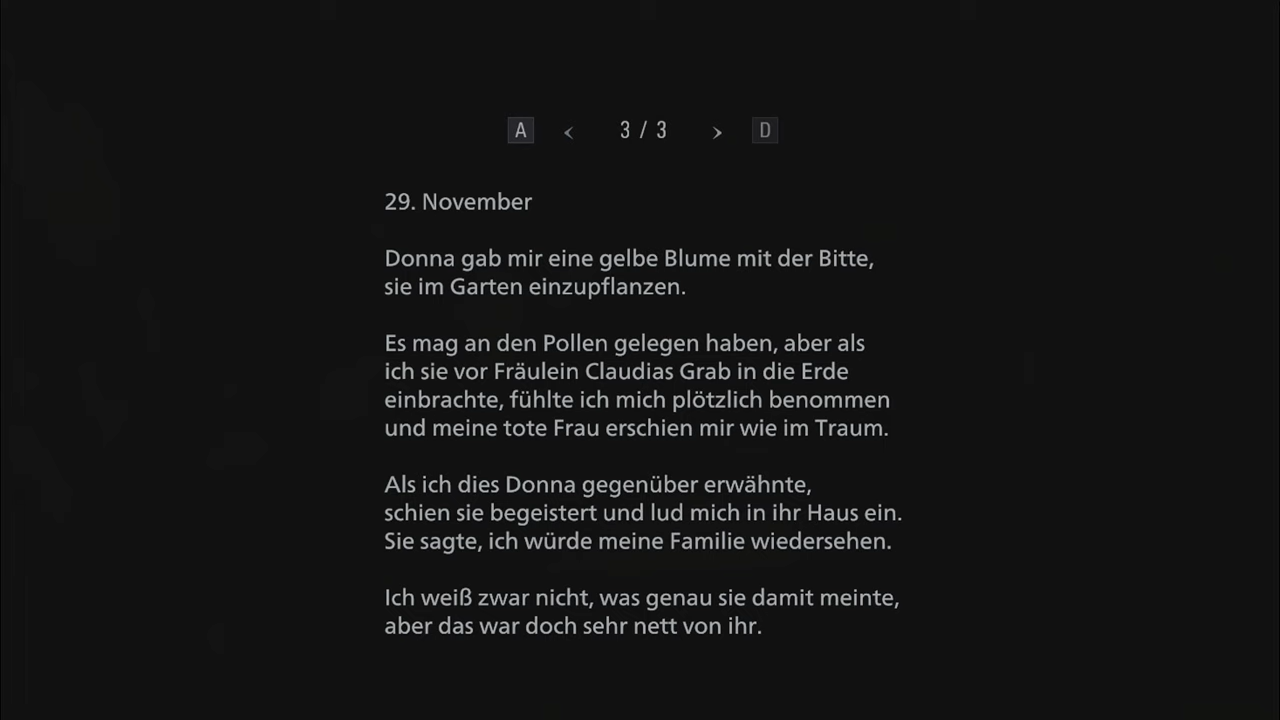 A < 3 / 3 > D
29. November
Donna gab mir eine gelbe Blume mit der Bitte,
sie im Garten einzupflanzen.
Es mag an den Pollen gelegen haben, aber als
ich sie vor Fräulein Claudias Grab in die Erde
einbrachte, fühlte ich mich plötzlich benommen
und meine tote Frau erschien mir wie im Traum.
Als ich dies Donna gegenüber erwähnte,
schien sie begeistert und lud mich in ihr Haus ein.
Sie sagte, ich würde meine Familie wiedersehen.
Ich weiß zwar nicht, was genau sie damit meinte,
aber das war doch sehr nett von ihr.